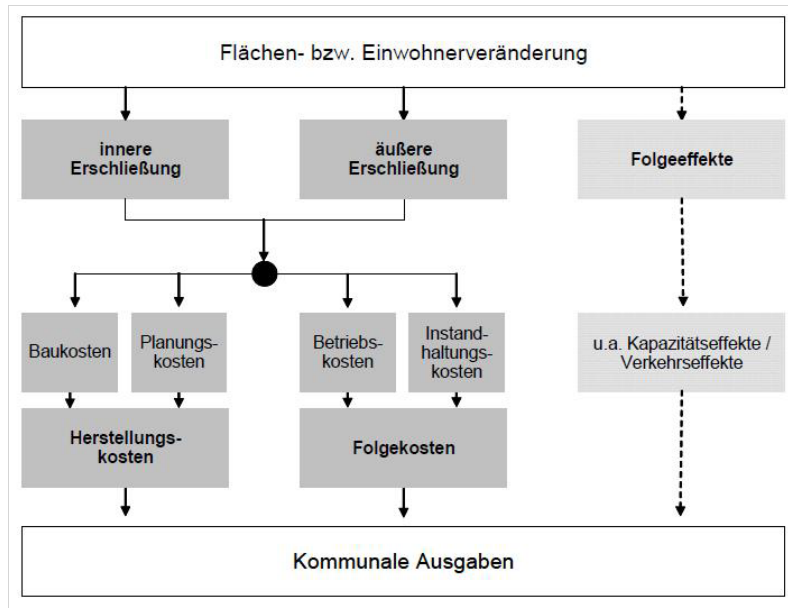 Flächen- bzw. Einwohnerveränderung
innere
Erschließung
äußere
Erschließung
Folgeeffekte
Baukosten
Planungs-
kosten
Betriebs-
kosten
Instand-
haltungs-
kosten
u.a. Kapazitätseffekte /
Verkehrseffekte
Herstellungs-
kosten
Folgekosten
Kommunale Ausgaben